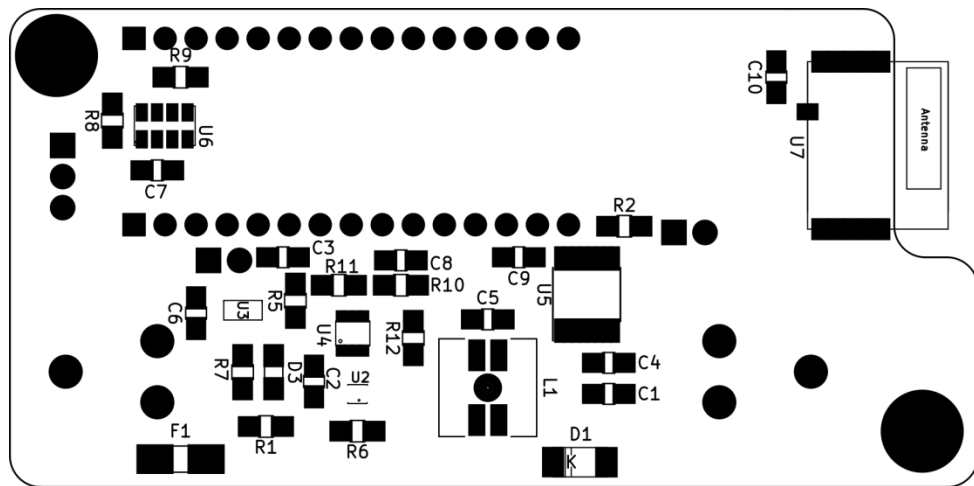 R9
C10
R8
U6
Antenna
U7
C7
R2
C3
C8
C9
R11
R10
R5
U5
C6
U3
C5
U4
R12
C4
R7
D3
C2
U2
L1
C1
F1
R1
R6
D1
K